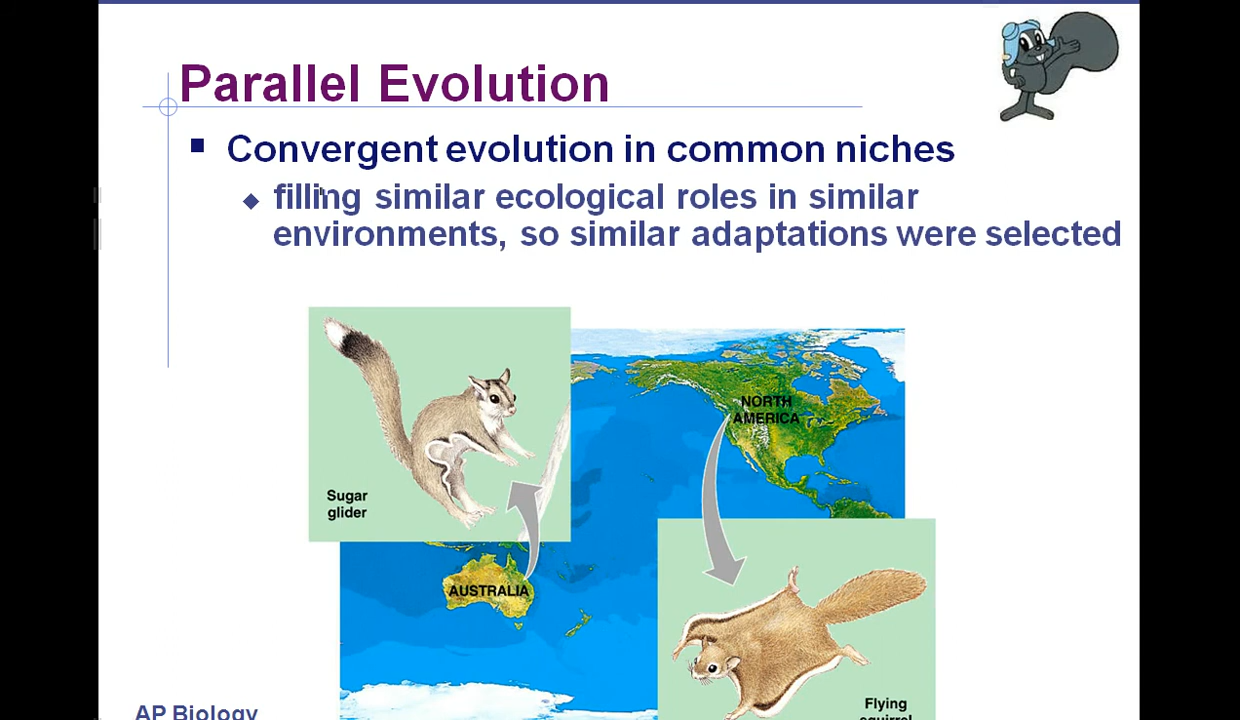 Parallel Evolution
Convergent evolution in common niches
filling similar ecological roles in similar
environments, so similar adaptations were selected
NORTH
AMERICA
Sugar
glider
AUSTRALIA
Flying
squirrel
AP Biology